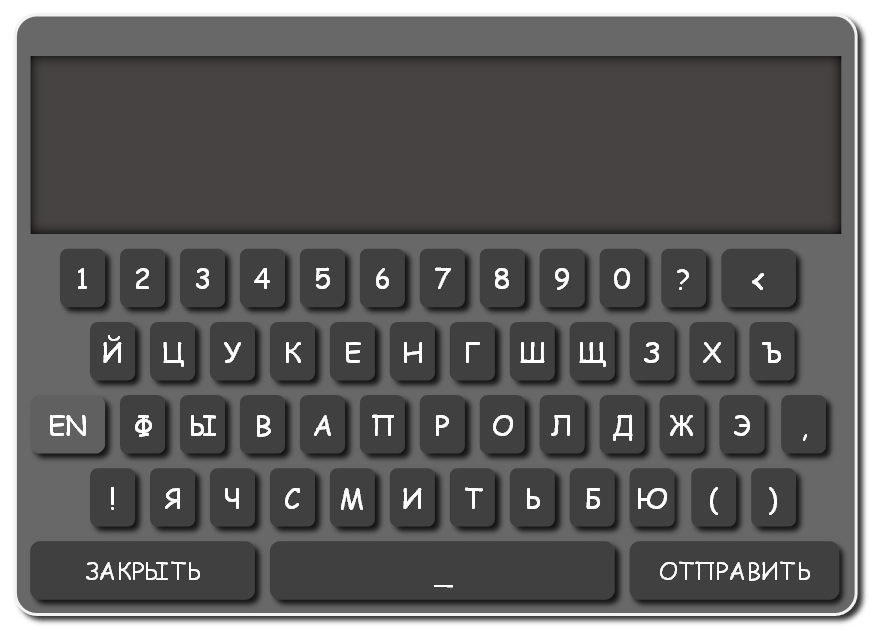 1 2 3 4 5 6 7 8 9 0 ? <
Й Ц У К Е Н Г Ш Щ З Х Ъ
EN Ф Ы В А П Р О Л Д Ж Э ,
! Я Ч С М И Т Ь Б Ю ( )
ЗАКРЫТЬ _ ОТПРАВИТЬ